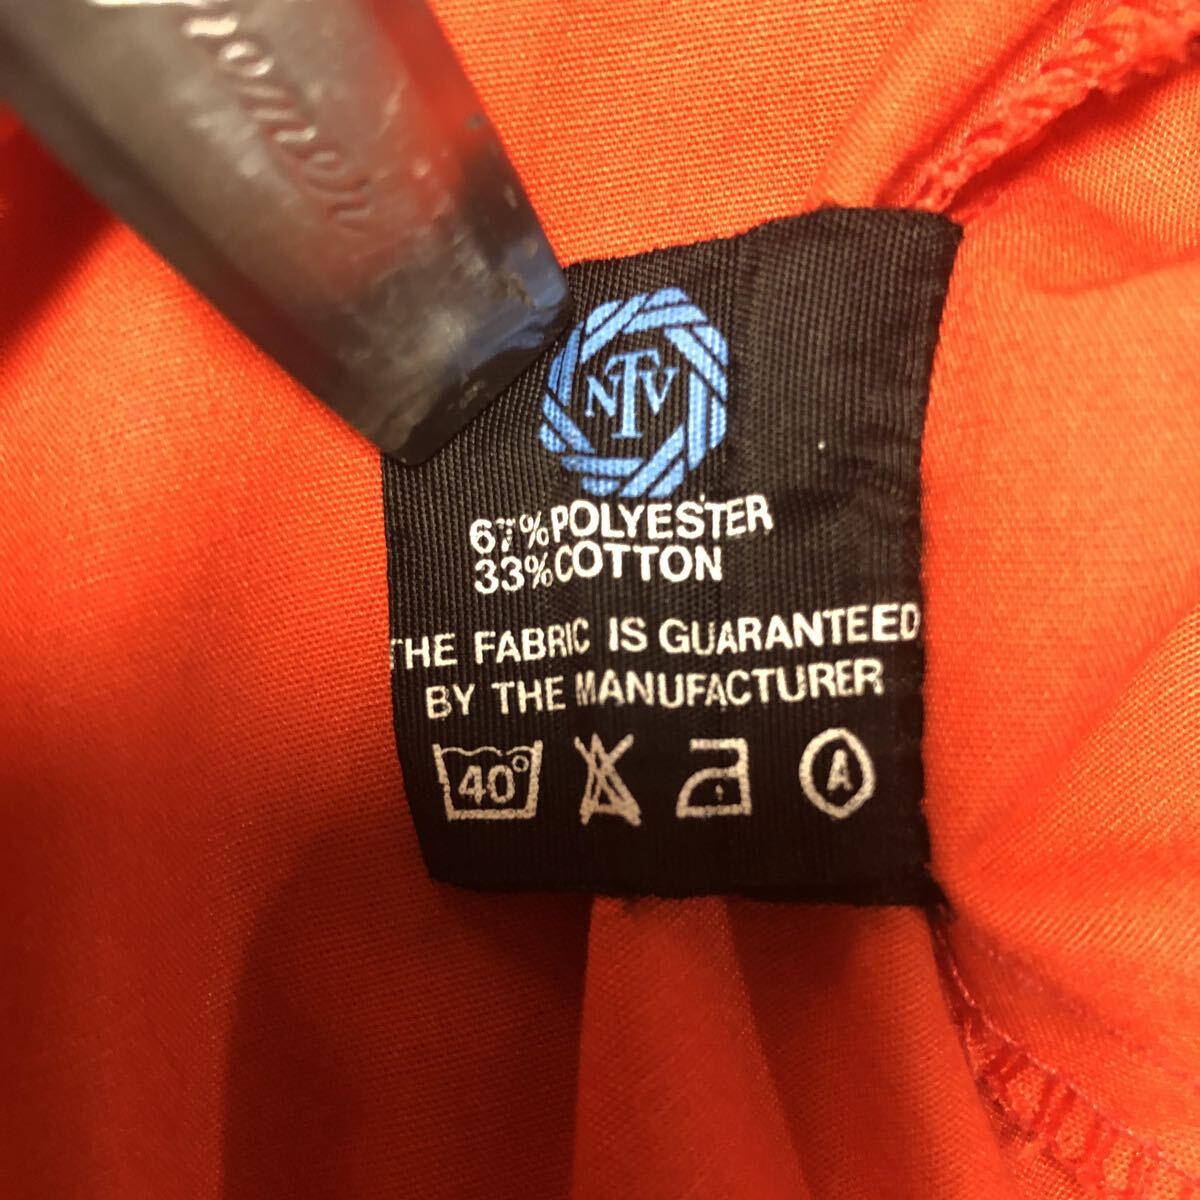 NTV
67% POLYESTER
33% COTTON
THE FABRIC IS GUARANTEED
BY THE MANUFACTURER
40° A